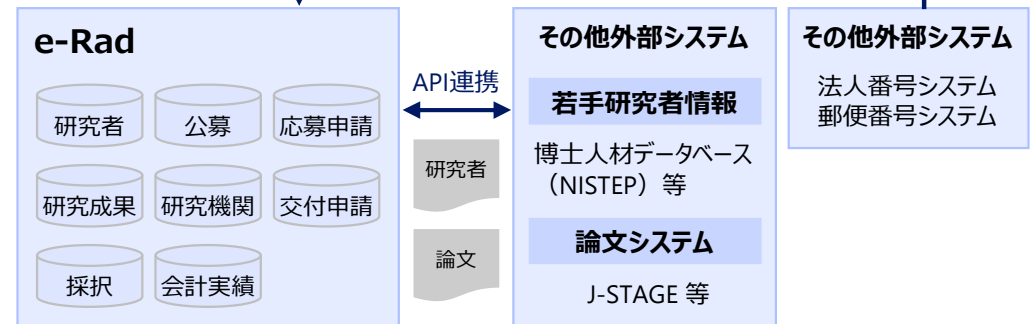 e-Rad
研究者
公募
応募申請
研究成果
研究機関
交付申請
採択
会計実績
API連携
研究者
論文
その他外部システム
若手研究者情報
博士人材データベース
（NISTEP）等
論文システム
J-STAGE 等
その他外部システム
法人番号システム
郵便番号システム